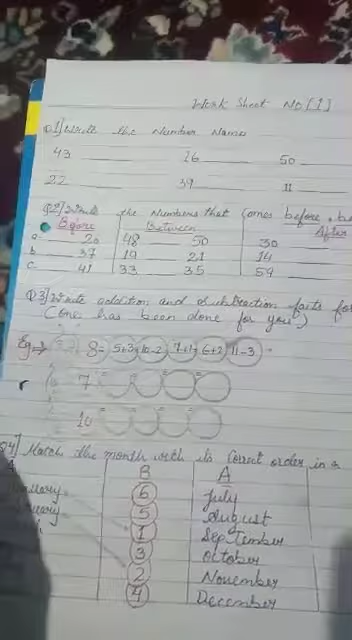 Work Sheet No [1]
Q1] Write the Number Name
43 16 50
22 39 11
Q2] Write the Numbers that Comes before, be
Before Between After
a 20 48 50 30
b 37 19 21 14
c. 41 33 35 59
Q3] Write addition and subtraction facts for
(One has been done for you)
Eg → 8 = 5+3 10-2 7+1 6+2 11-3
7
10
Q4] Match the month with its Correct order in a
B A
nuary 6 July
uary 5 August
1 September
3 October
2 November
4 December